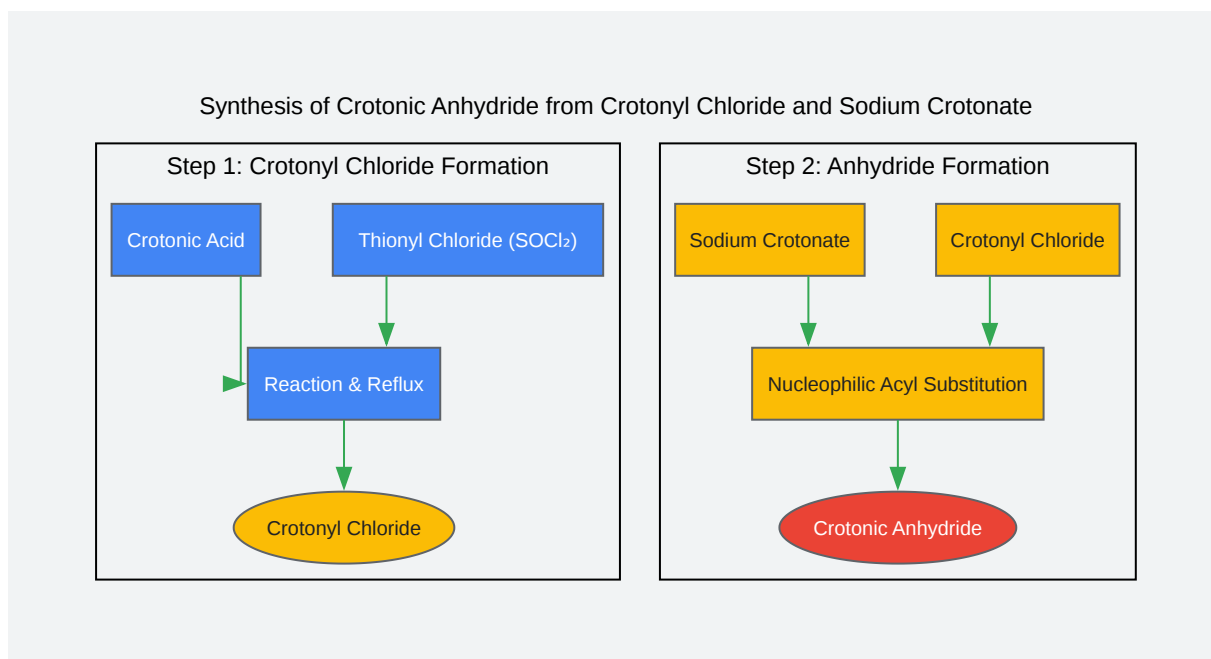 Synthesis of Crotonic Anhydride from Crotonyl Chloride and Sodium Crotonate
Step 1: Crotonyl Chloride Formation
Crotonic Acid
Thionyl Chloride (SOCl₂)
Reaction & Reflux
Crotonyl Chloride
Step 2: Anhydride Formation
Sodium Crotonate
Crotonyl Chloride
Nucleophilic Acyl Substitution
Crotonic Anhydride